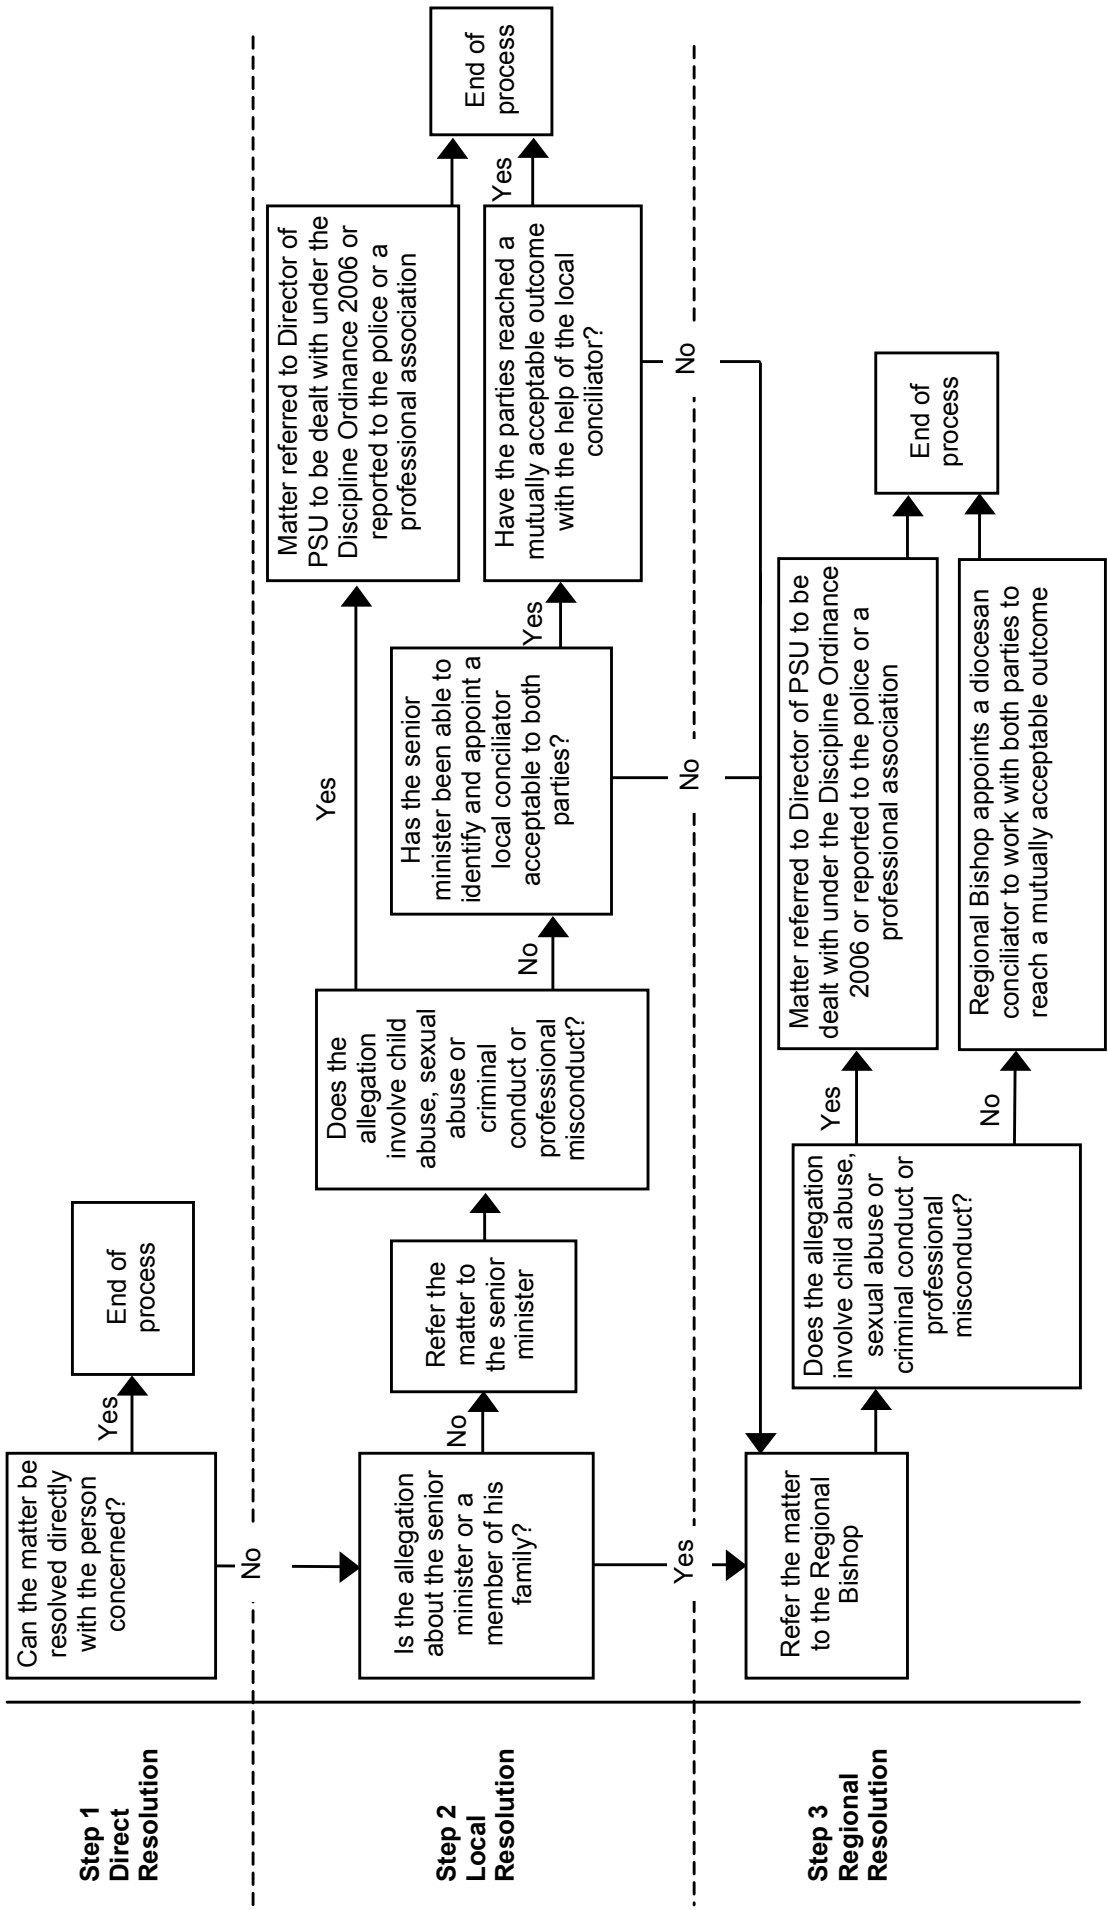 Step 1
Direct
Resolution
Can the matter be
resolved directly
with the person
concerned?
Yes
End of
process
No
Step 2
Local
Resolution
Is the allegation
about the senior
minister or a
member of his
family?
No
Refer the
matter to
the senior
minister
Does the
allegation
involve child
abuse, sexual
abuse or
criminal
conduct or
professional
misconduct?
Yes
Matter referred to Director of
PSU to be dealt with under the
Discipline Ordinance 2006 or
reported to the police or a
professional association
No
Has the senior
minister been able to
identify and appoint a
local conciliator
acceptable to both
parties?
Yes
Have the parties reached a
mutually acceptable outcome
with the help of the local
conciliator?
Yes
End of
process
Yes
No
No
Step 3
Regional
Resolution
Refer the matter
to the Regional
Bishop
Does the allegation
involve child abuse,
sexual abuse or
criminal conduct or
professional
misconduct?
Yes
Matter referred to Director of PSU to be
dealt with under the Discipline Ordinance
2006 or reported to the police or a
professional association
No
Regional Bishop appoints a diocesan
conciliator to work with both parties to
reach a mutually acceptable outcome
End of
process